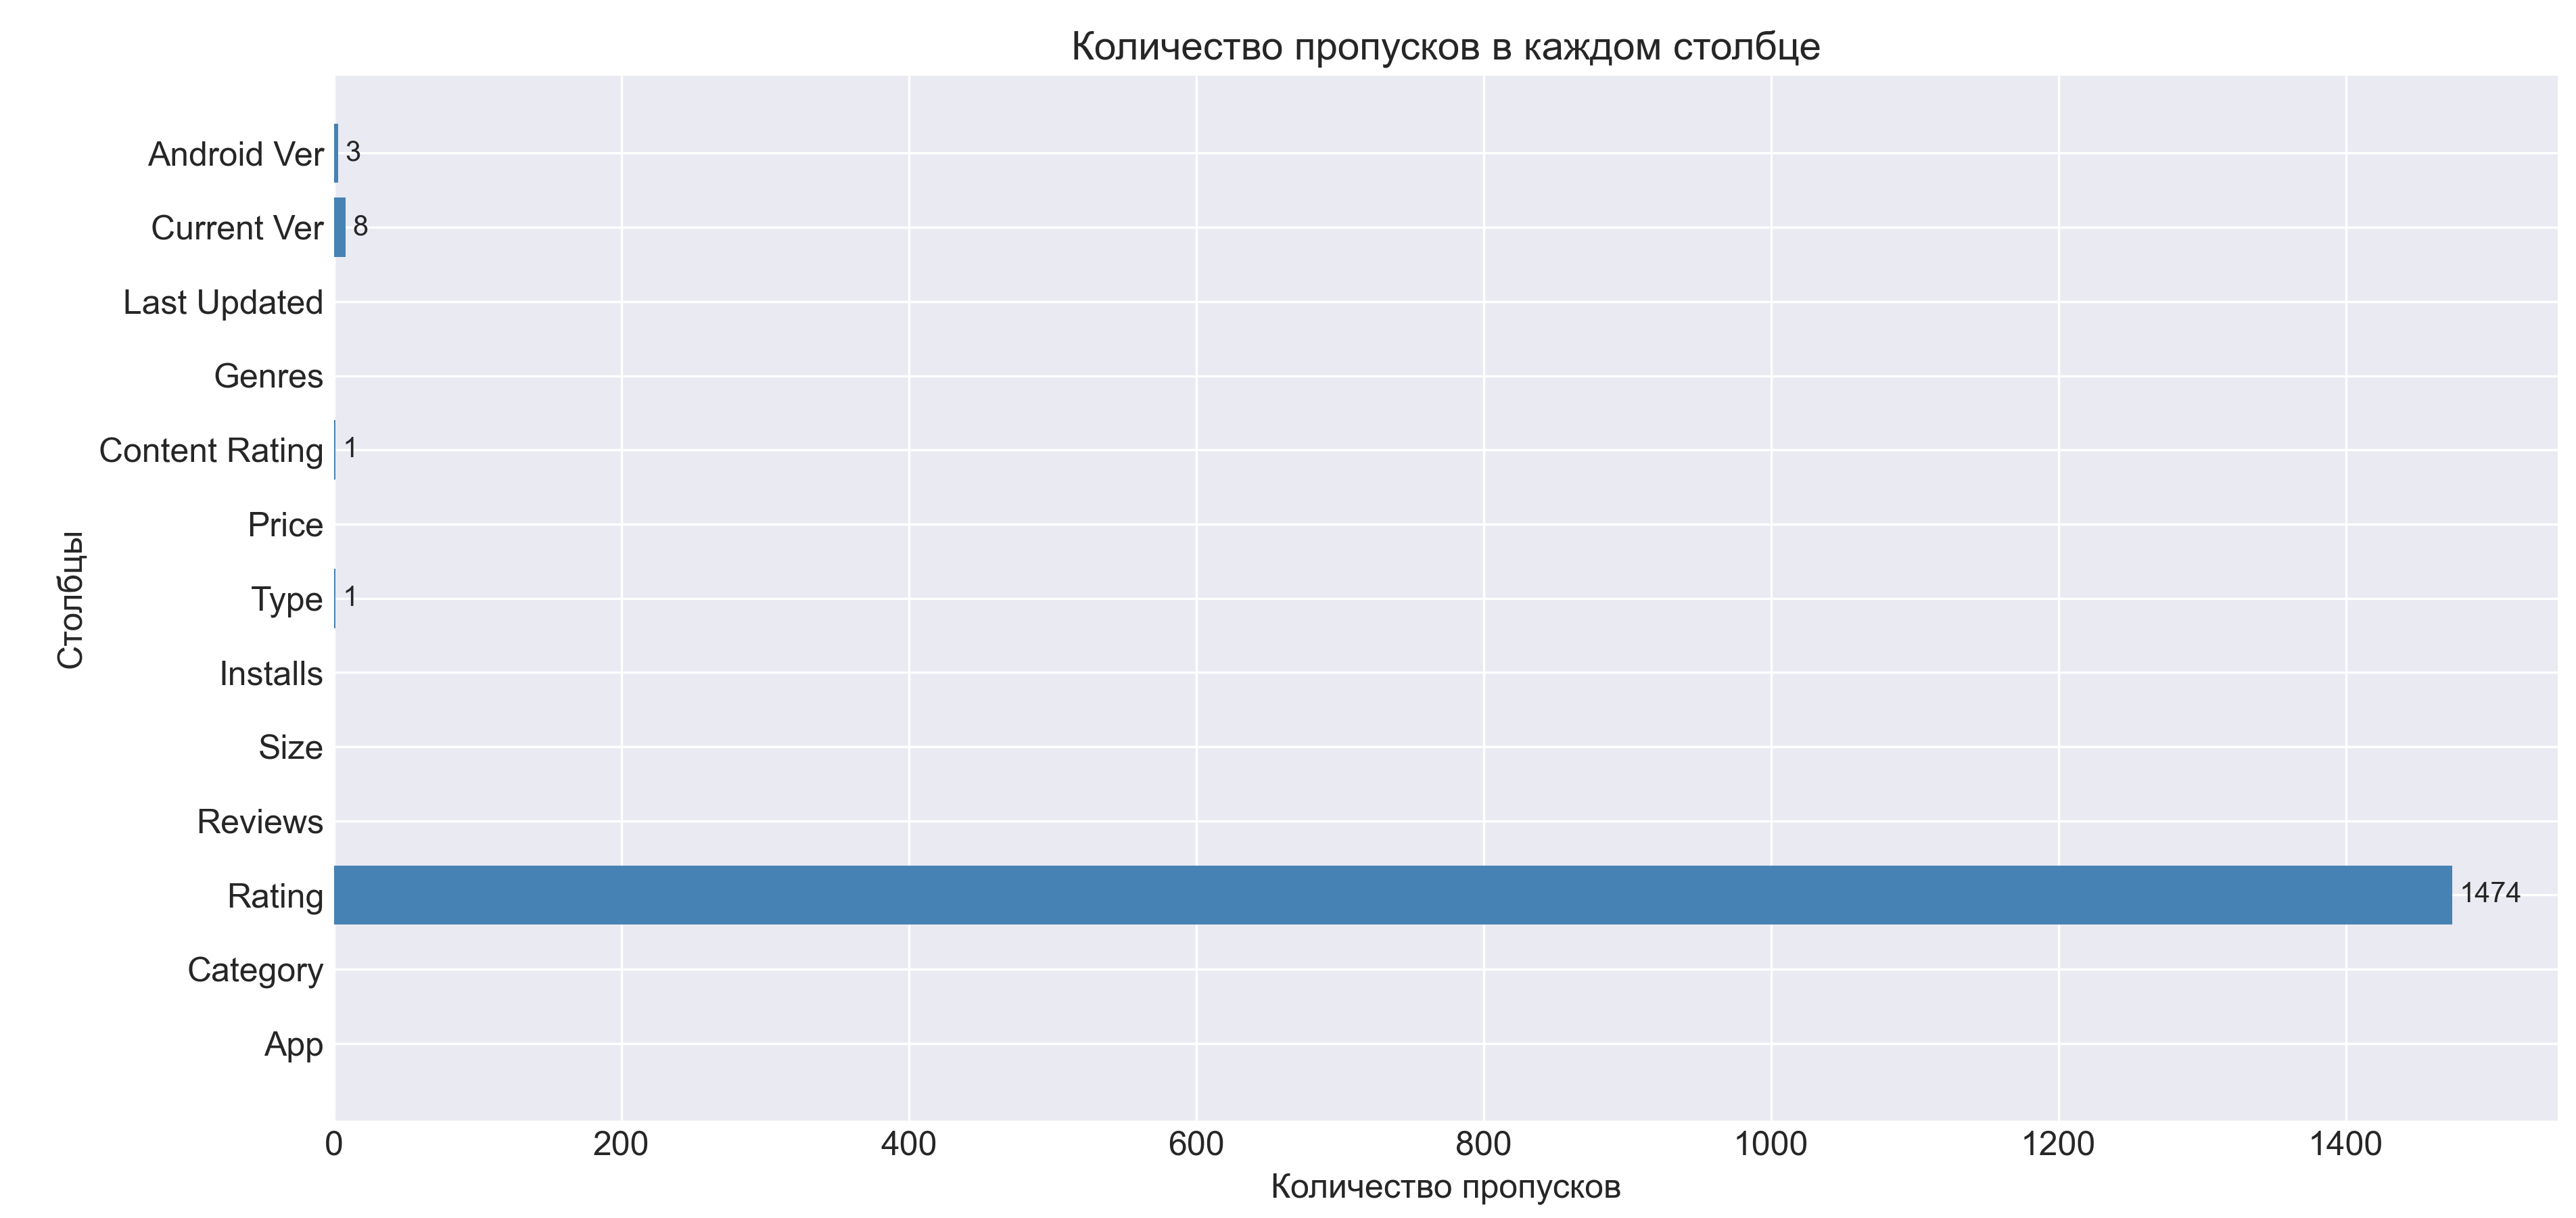 Количество пропусков в каждом столбце
Android Ver
3
Current Ver
8
Last Updated
Genres
Content Rating
1
Price
Type
1
Installs
Size
Reviews
Rating
1474
Category
App
Столбцы
0 200 400 600 800 1000 1200 1400
Количество пропусков